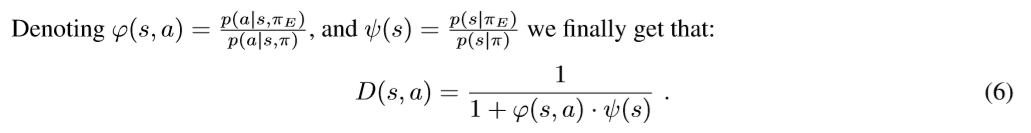 Denoting φ(s, a) = p(a|s,π_E)/p(a|s,π), and ψ(s) = p(s|π_E)/p(s|π) we finally get that:
D(s, a) = 1/(1 + φ(s, a) · ψ(s)) . (6)